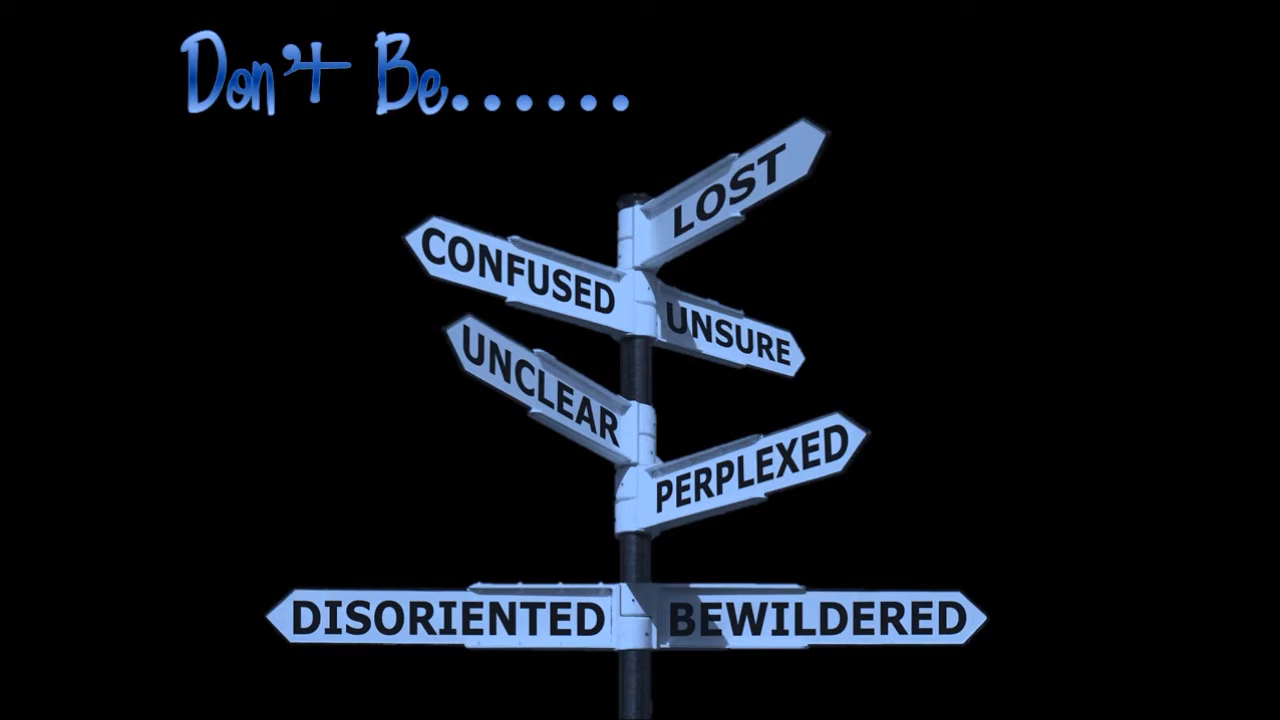 Don't Be......
LOST
CONFUSED
UNSURE
UNCLEAR
PERPLEXED
DISORIENTED
BEWILDERED